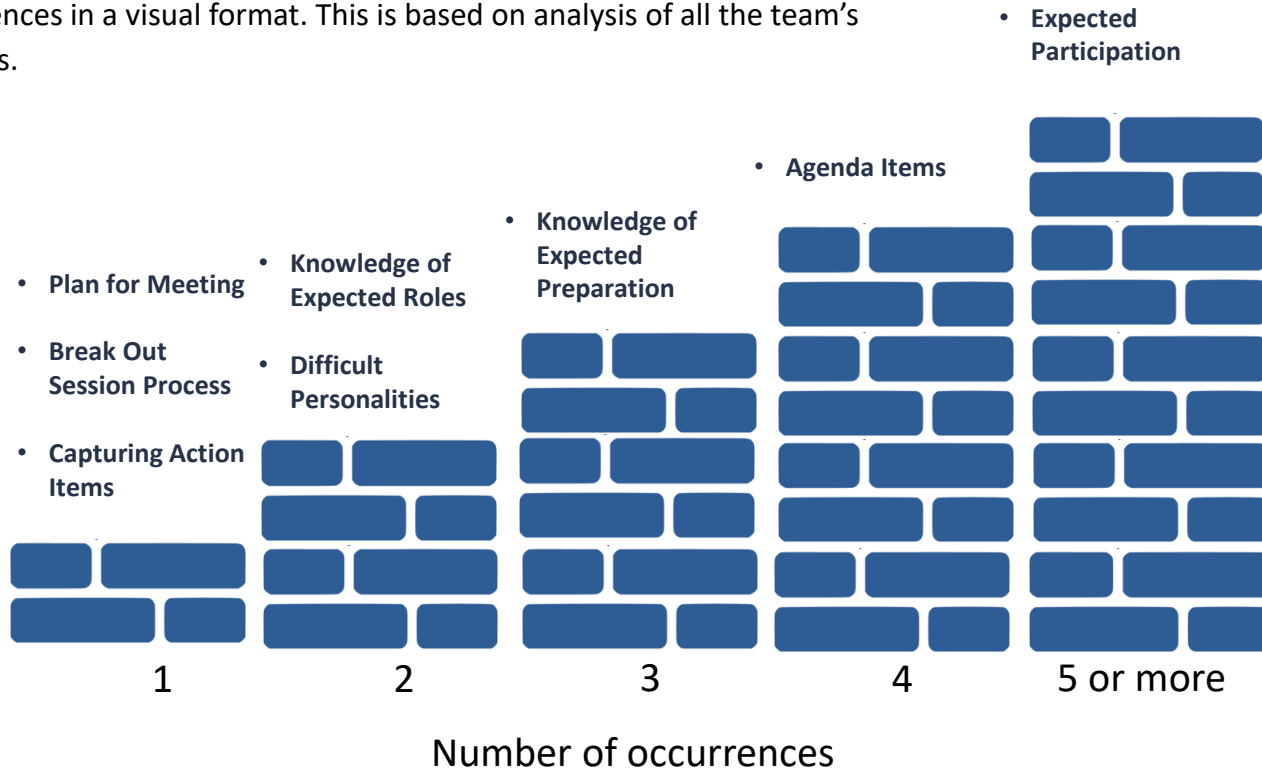 ences in a visual format. This is based on analysis of all the team's
s.
• Expected
Participation
• Agenda Items
• Knowledge of
Expected
Preparation
• Knowledge of
Expected Roles
• Difficult
Personalities
• Plan for Meeting
• Break Out
Session Process
• Capturing Action
Items
1
2
3
4
5 or more
Number of occurrences